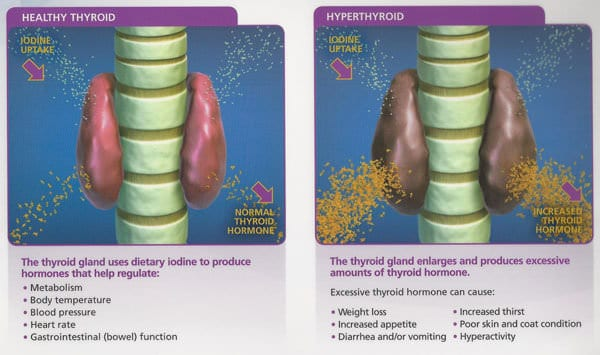 HEALTHY THYROID
IODINE
UPTAKE
NORMAL
THYROID
HORMONE
The thyroid gland uses dietary iodine to produce
hormones that help regulate:
• Metabolism
• Body temperature
• Blood pressure
• Heart rate
• Gastrointestinal (bowel) function
HYPERTHYROID
IODINE
UPTAKE
INCREASED
THYROID
HORMONE
The thyroid gland enlarges and produces excessive
amounts of thyroid hormone.
Excessive thyroid hormone can cause:
• Weight loss
• Increased appetite
• Diarrhea and/or vomiting
• Increased thirst
• Poor skin and coat condition
• Hyperactivity